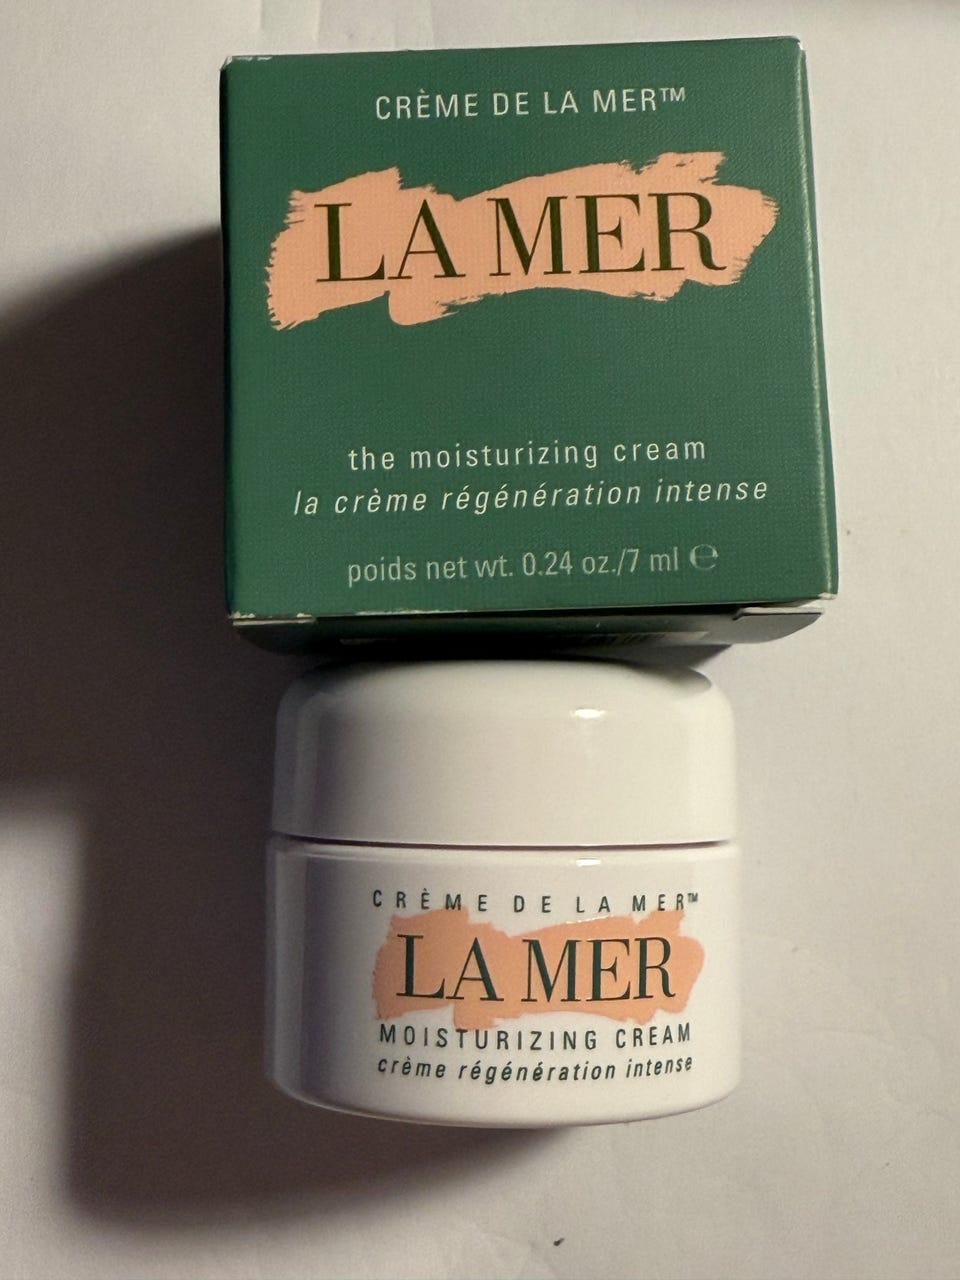 CRÈME DE LA MER™
LA MER
the moisturizing cream
la crème régénération intense
poids net wt. 0.24 oz./7 ml ℮
CRÈME DE LA MER™
LA MER
MOISTURIZING CREAM
crème régénération intense